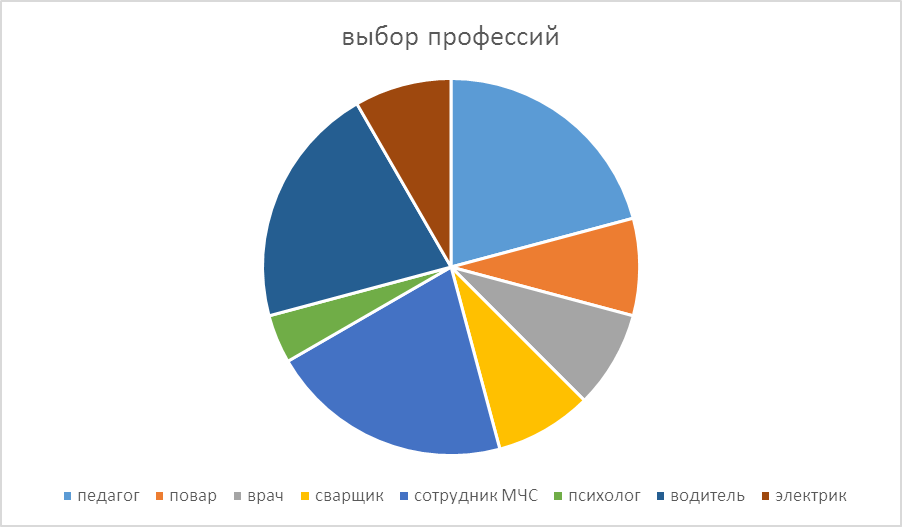 выбор профессий
педагог повар врач сварщик сотрудник МЧС психолог водитель электрик